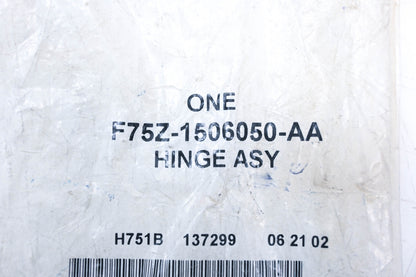 ONE
F75Z-1506050-AA
HINGE ASY
H751B 137299 06 21 02